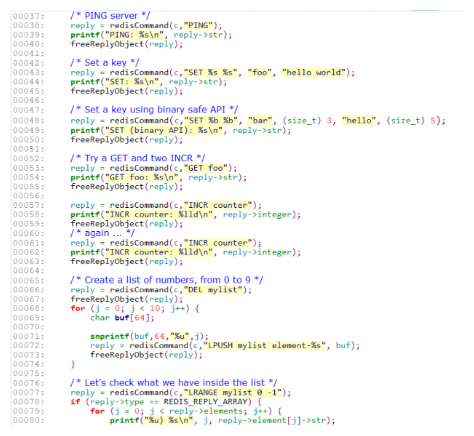 00037: /* PING server */
00038: reply = redisCommand(c,"PING");
00039: printf("PING: %s\n", reply->str);
00040: freeReplyObject(reply);
00041:
00042: /* Set a key */
00043: reply = redisCommand(c,"SET %s %s", "foo", "hello world");
00044: printf("SET: %s\n", reply->str);
00045: freeReplyObject(reply);
00046:
00047: /* Set a key using binary safe API */
00048: reply = redisCommand(c,"SET %b %b", "bar", (size_t) 3, "hello", (size_t) 5);
00049: printf("SET (binary API): %s\n", reply->str);
00050: freeReplyObject(reply);
00051:
00052: /* Try a GET and two INCR */
00053: reply = redisCommand(c,"GET foo");
00054: printf("GET foo: %s\n", reply->str);
00055: freeReplyObject(reply);
00056:
00057: reply = redisCommand(c,"INCR counter");
00058: printf("INCR counter: %lld\n", reply->integer);
00059: freeReplyObject(reply);
00060: /* again ... */
00061: reply = redisCommand(c,"INCR counter");
00062: printf("INCR counter: %lld\n", reply->integer);
00063: freeReplyObject(reply);
00064:
00065: /* Create a list of numbers, from 0 to 9 */
00066: reply = redisCommand(c,"DEL mylist");
00067: freeReplyObject(reply);
00068: for (j = 0; j < 10; j++) {
00069: char buf[64];
00070:
00071: snprintf(buf,64,"%u",j);
00072: reply = redisCommand(c,"LPUSH mylist element-%s", buf);
00073: freeReplyObject(reply);
00074: }
00075:
00076: /* Let's check what we have inside the list */
00077: reply = redisCommand(c,"LRANGE mylist 0 -1");
00078: if (reply->type == REDIS_REPLY_ARRAY) {
00079: for (j = 0; j < reply->elements; j++) {
00080: printf("%u) %s\n", j, reply->element[j]->str);